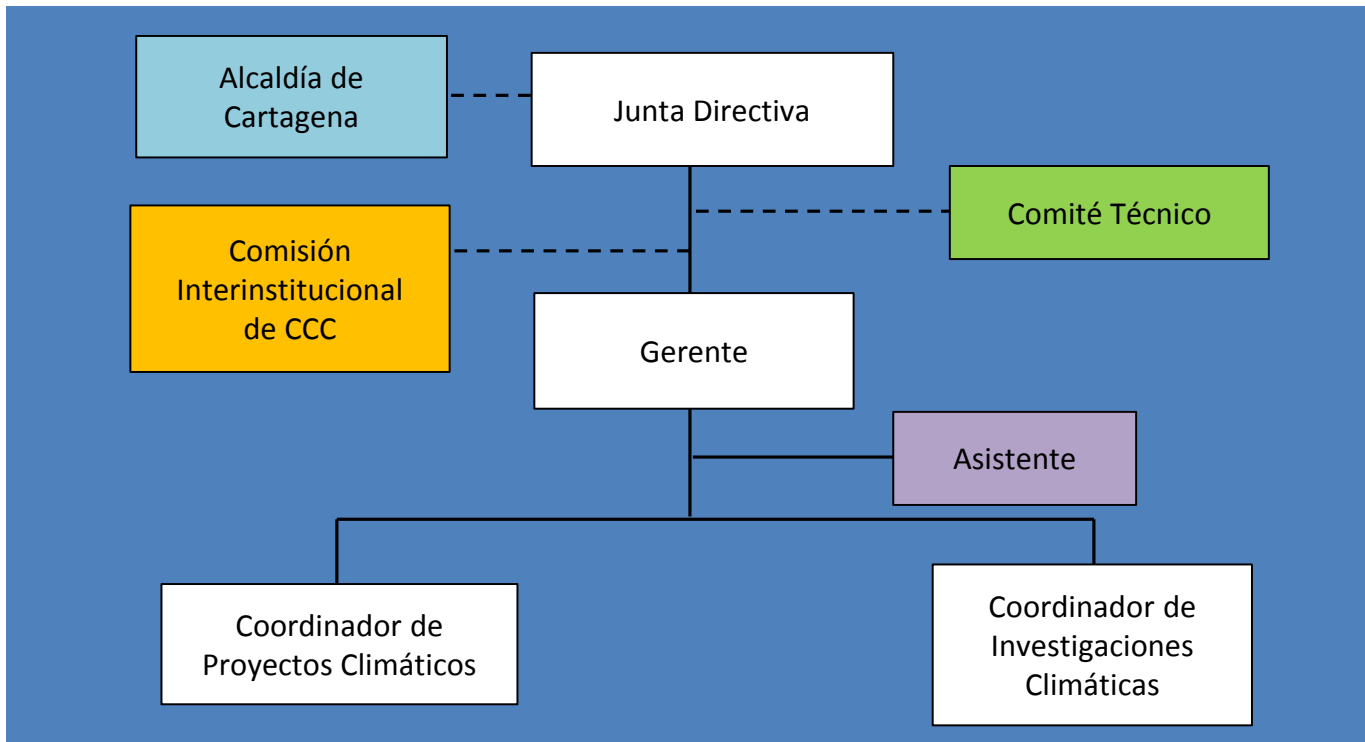 Alcaldía de
Cartagena
Junta Directiva
Comité Técnico
Comisión
Interinstitucional
de CCC
Gerente
Asistente
Coordinador de
Proyectos Climáticos
Coordinador de
Investigaciones
Climáticas